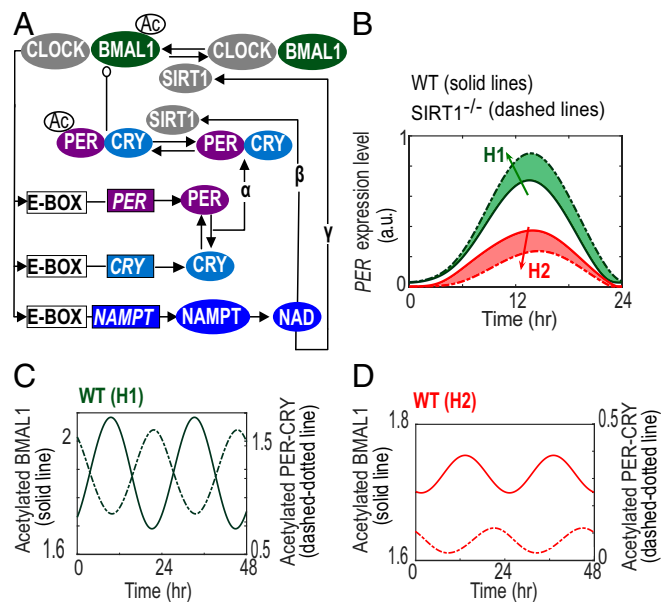 A
Ac
CLOCK BMAL1 CLOCK BMAL1
SIRT1
SIRT1
Ac
PER CRY PER CRY
α β γ
E-BOX PER PER
E-BOX CRY CRY
E-BOX NAMPT NAMPT NAD
B
WT (solid lines)
SIRT1-/- (dashed lines)
PER expression level
(a.u.)
1
0
H1
H2
0 12 24
Time (hr)
C
WT (H1)
Acetylated BMAL1
(solid line)
2
1.6
1.5
0.5
Acetylated PER-CRY
(dashed-dotted line)
0 24 48
Time (hr)
D
WT (H2)
Acetylated BMAL1
(solid line)
1.8
1.6
0.5
0
Acetylated PER-CRY
(dashed-dotted line)
0 24 48
Time (hr)